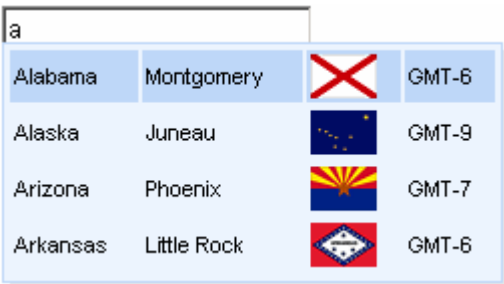 a
Alabama Montgomery GMT-6
Alaska Juneau GMT-9
Arizona Phoenix GMT-7
Arkansas Little Rock GMT-6